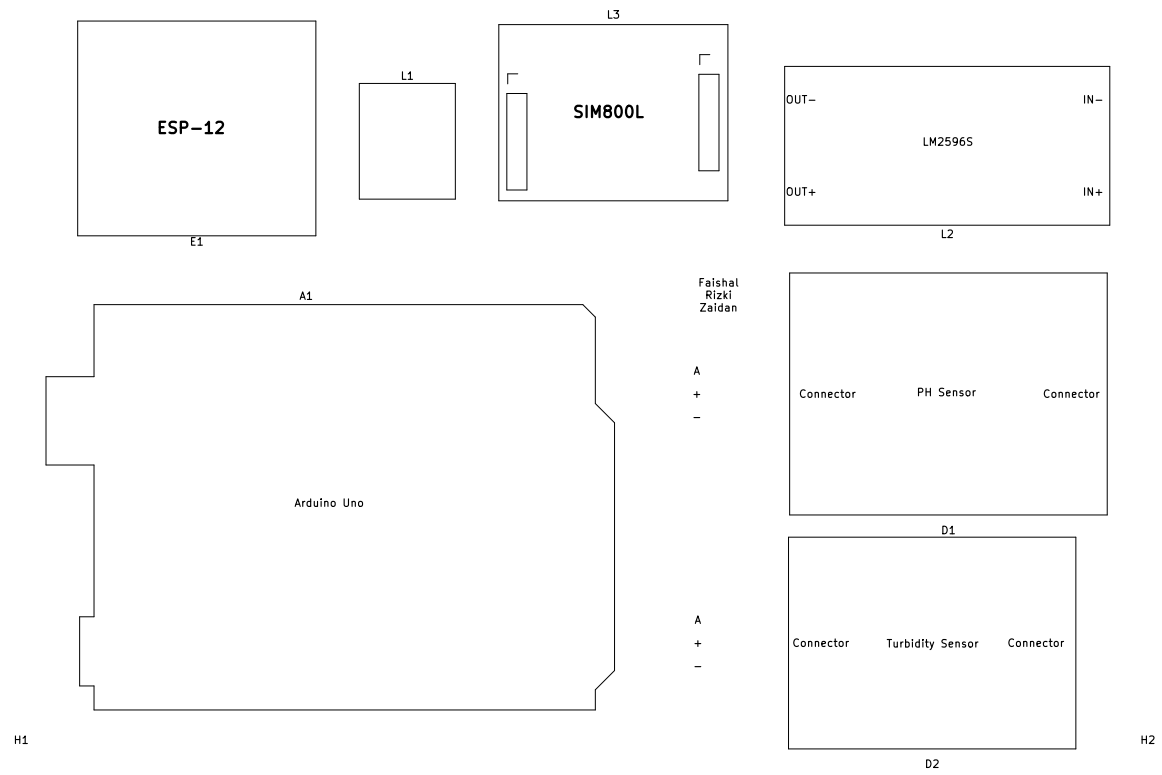 L3
L1
ESP-12
SIM800L
OUT-
IN-
LM2596S
OUT+
IN+
E1
L2
Faishal
Rizki
Zaidan
A1
A
+
-
Connector
PH Sensor
Connector
Arduino Uno
D1
A
+
-
Connector
Turbidity Sensor
Connector
H1
H2
D2